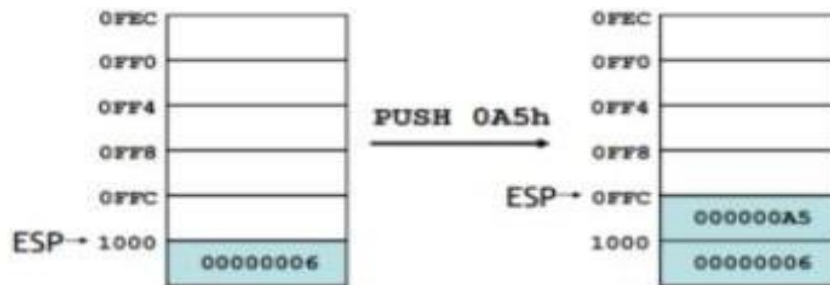 0FEC
0FF0
0FF4
0FF8
0FFC
ESP→ 1000
00000006
PUSH 0A5h
0FEC
0FF0
0FF4
0FF8
ESP→ 0FFC
000000A5
1000
00000006